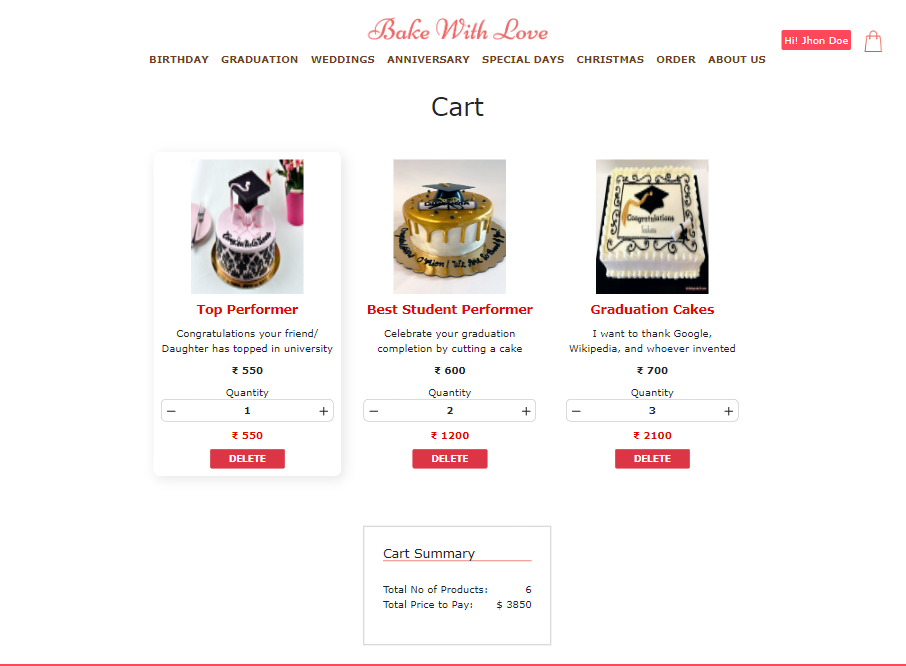 Bake With Love
Hi! Jhon Doe
BIRTHDAY GRADUATION WEDDINGS ANNIVERSARY SPECIAL DAYS CHRISTMAS ORDER ABOUT US
Cart
Congratulations
Top Performer
Best Student Performer
Graduation Cakes
Congratulations your friend/
Daughter has topped in university
Celebrate your graduation
completion by cutting a cake
I want to thank Google,
Wikipedia, and whoever invented
₹ 550
₹ 600
₹ 700
Quantity
Quantity
Quantity
− 1 +
− 2 +
− 3 +
₹ 550
₹ 1200
₹ 2100
DELETE
DELETE
DELETE
Cart Summary
Total No of Products: 6
Total Price to Pay: $ 3850